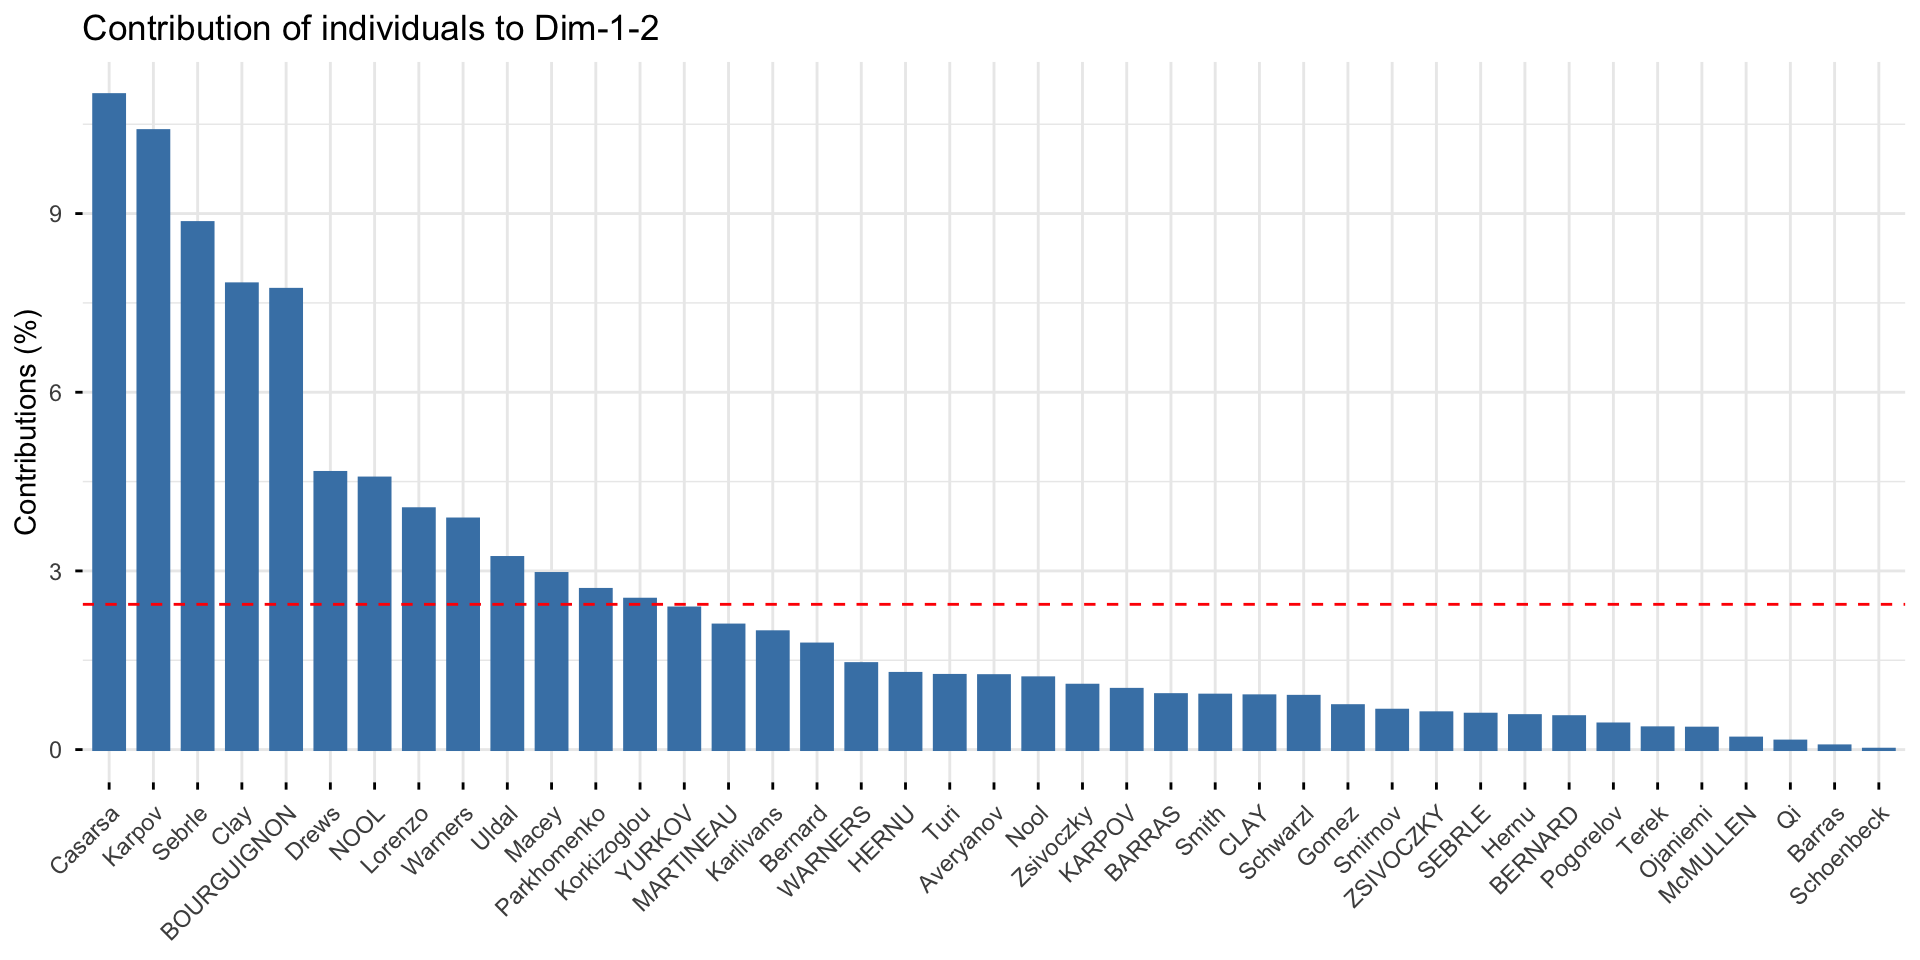 Contribution of individuals to Dim-1-2
Contributions (%)
9
6
3
0
Casarsa
Karpov
Sebrle
Clay
BOURGUIGNON
Drews
NOOL
Lorenzo
Warners
Uldal
Macey
Parkhomenko
Korkizoglou
YURKOV
MARTINEAU
Karlivans
Bernard
WARNERS
HERNU
Turi
Averyanov
Nool
Zsivoczky
KARPOV
BARRAS
Smith
CLAY
Schwarzl
Gomez
Smirnov
ZSIVOCZKY
SEBRLE
Hernu
BERNARD
Pogorelov
Terek
Ojaniemi
McMULLEN
Qi
Barras
Schoenbeck